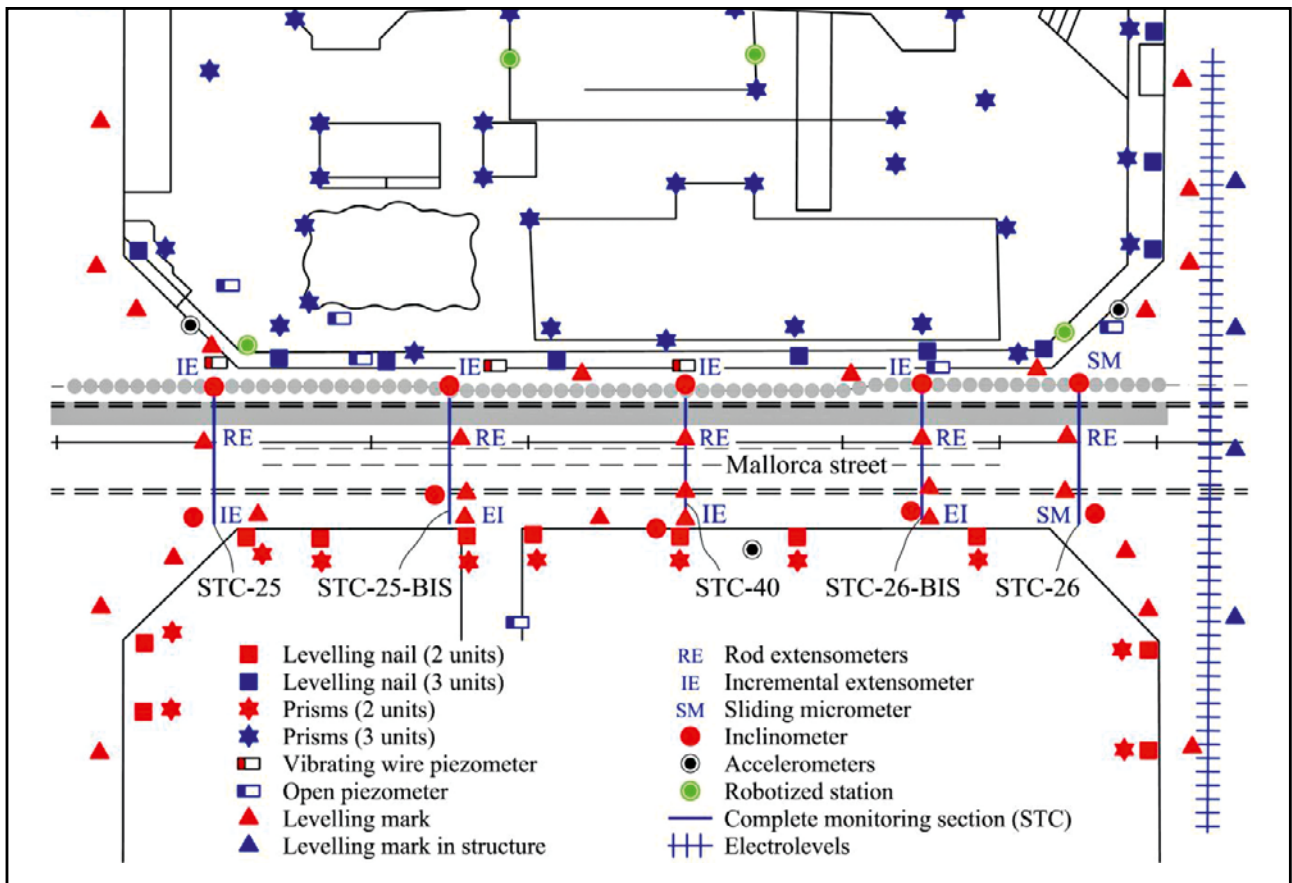 IE IE IE IE SM
RE RE RE RE RE
Mallorca street
IE EI IE EI SM
STC-25 STC-25-BIS STC-40 STC-26-BIS STC-26
Levelling nail (2 units)
Levelling nail (3 units)
Prisms (2 units)
Prisms (3 units)
Vibrating wire piezometer
Open piezometer
Levelling mark
Levelling mark in structure
RE Rod extensometers
IE Incremental extensometer
SM Sliding micrometer
Inclinometer
Accelerometers
Robotized station
Complete monitoring section (STC)
Electrolevels